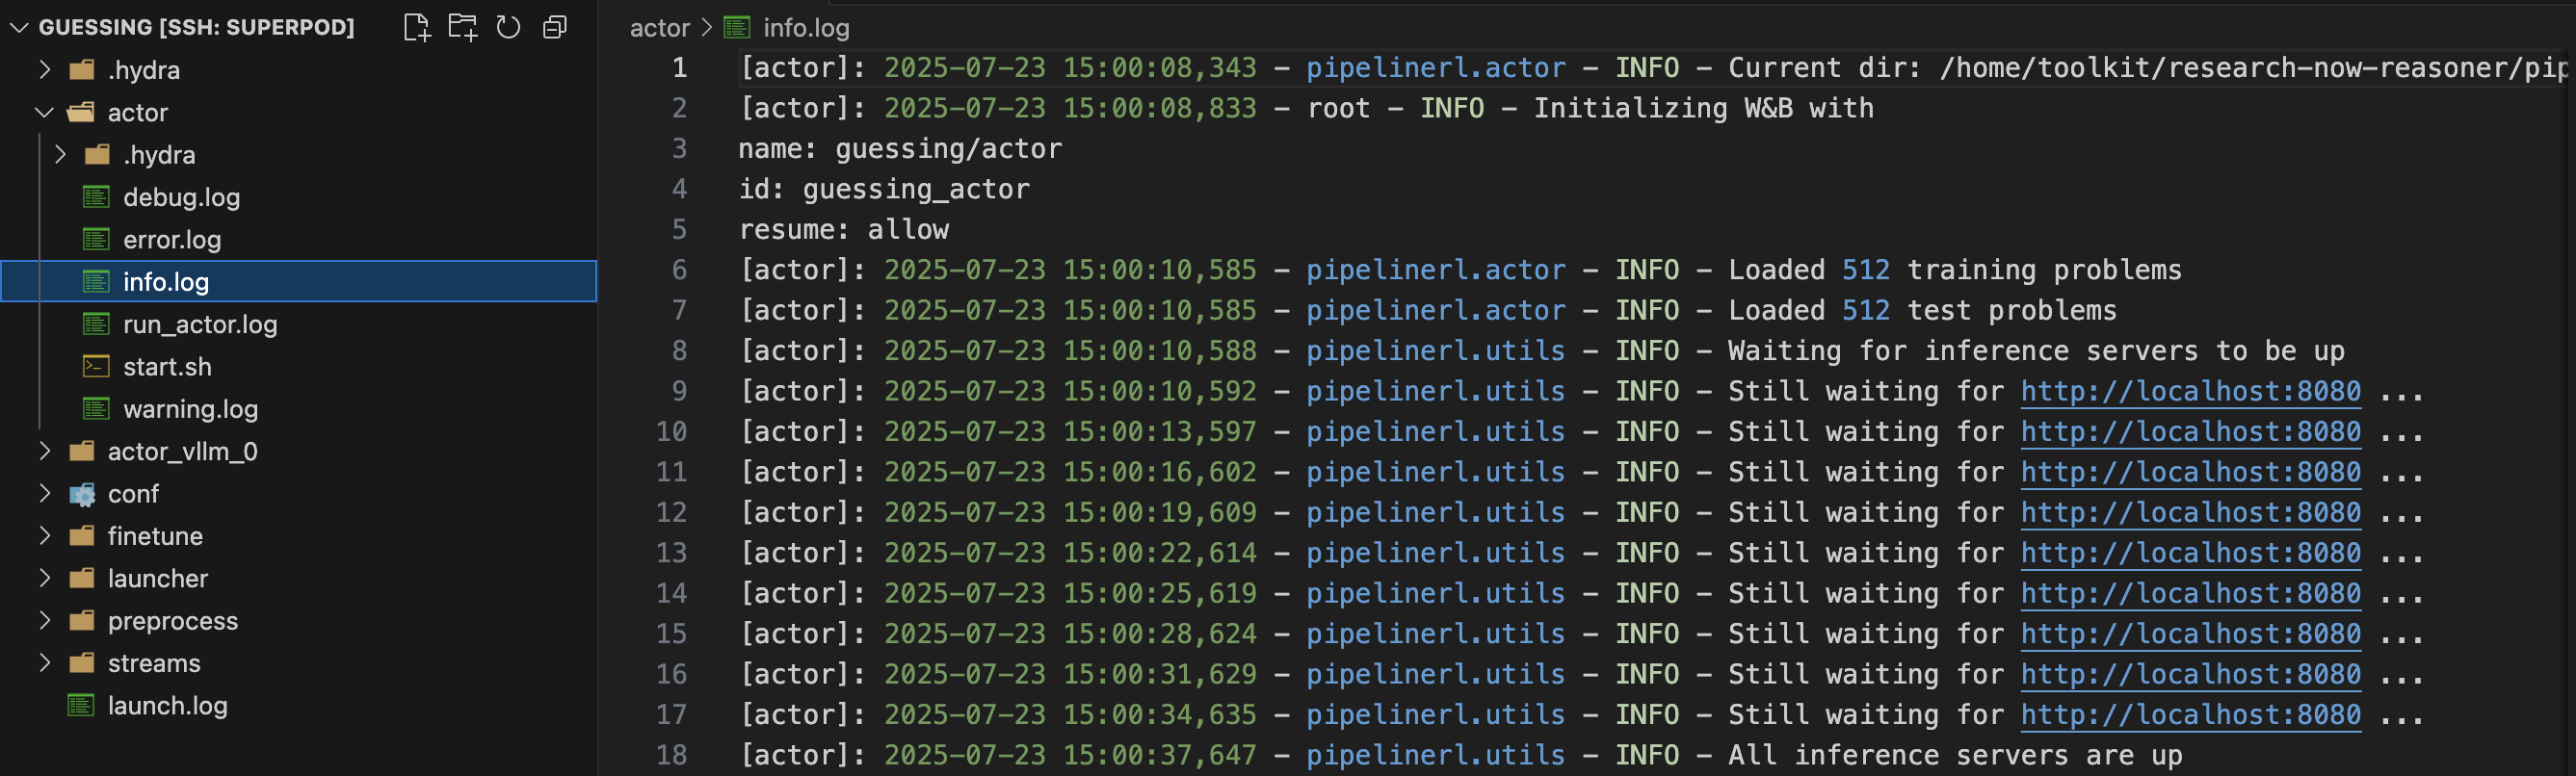 GUESSING [SSH: SUPERPOD]
.hydra
actor
.hydra
debug.log
error.log
info.log
run_actor.log
start.sh
warning.log
actor_vllm_0
conf
finetune
launcher
preprocess
streams
launch.log
actor > info.log
1 [actor]: 2025-07-23 15:00:08,343 - pipelinerl.actor - INFO - Current dir: /home/toolkit/research-now-reasoner/pip
2 [actor]: 2025-07-23 15:00:08,833 - root - INFO - Initializing W&B with
3 name: guessing/actor
4 id: guessing_actor
5 resume: allow
6 [actor]: 2025-07-23 15:00:10,585 - pipelinerl.actor - INFO - Loaded 512 training problems
7 [actor]: 2025-07-23 15:00:10,585 - pipelinerl.actor - INFO - Loaded 512 test problems
8 [actor]: 2025-07-23 15:00:10,588 - pipelinerl.utils - INFO - Waiting for inference servers to be up
9 [actor]: 2025-07-23 15:00:10,592 - pipelinerl.utils - INFO - Still waiting for http://localhost:8080 ...
10 [actor]: 2025-07-23 15:00:13,597 - pipelinerl.utils - INFO - Still waiting for http://localhost:8080 ...
11 [actor]: 2025-07-23 15:00:16,602 - pipelinerl.utils - INFO - Still waiting for http://localhost:8080 ...
12 [actor]: 2025-07-23 15:00:19,609 - pipelinerl.utils - INFO - Still waiting for http://localhost:8080 ...
13 [actor]: 2025-07-23 15:00:22,614 - pipelinerl.utils - INFO - Still waiting for http://localhost:8080 ...
14 [actor]: 2025-07-23 15:00:25,619 - pipelinerl.utils - INFO - Still waiting for http://localhost:8080 ...
15 [actor]: 2025-07-23 15:00:28,624 - pipelinerl.utils - INFO - Still waiting for http://localhost:8080 ...
16 [actor]: 2025-07-23 15:00:31,629 - pipelinerl.utils - INFO - Still waiting for http://localhost:8080 ...
17 [actor]: 2025-07-23 15:00:34,635 - pipelinerl.utils - INFO - Still waiting for http://localhost:8080 ...
18 [actor]: 2025-07-23 15:00:37,647 - pipelinerl.utils - INFO - All inference servers are up